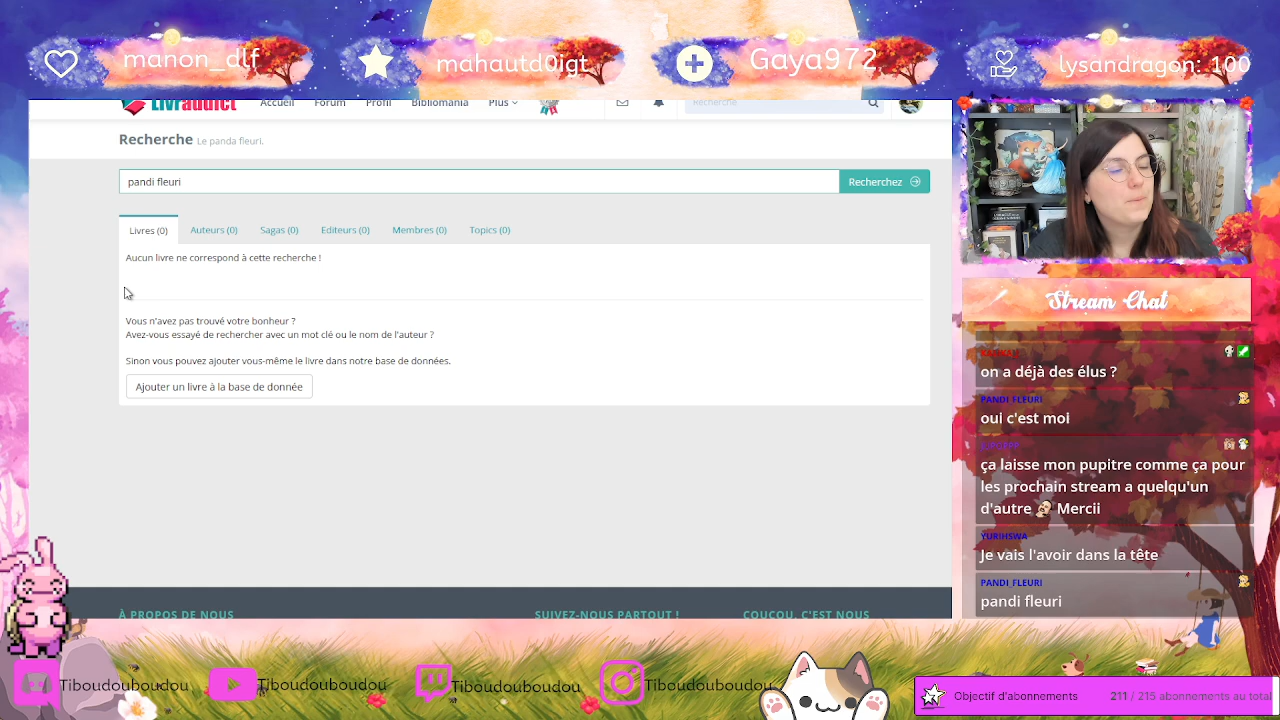 manon_dlf
mahautd0igt
Gaya972
lysandragon: 100
Livraddict
Accueil
Forum
Profil
Bibliomania
Plus
Recherche
Recherche Le panda fleuri.
pandi fleuri
Recherchez
Livres (0)
Auteurs (0)
Sagas (0)
Editeurs (0)
Membres (0)
Topics (0)
Aucun livre ne correspond à cette recherche !
Vous n'avez pas trouvé votre bonheur ?
Avez-vous essayé de rechercher avec un mot clé ou le nom de l'auteur ?
Sinon vous pouvez ajouter vous-même le livre dans notre base de données.
Ajouter un livre à la base de donnée
À PROPOS DE NOUS
SUIVEZ-NOUS PARTOUT !
COUCOU, C'EST NOUS
Stream Chat
on a déjà des élus ?
PANDI_FLEURI
oui c'est moi
ça laisse mon pupitre comme ça pour
les prochain stream a quelqu'un
d'autre Mercii
YURIHSWA
Je vais l'avoir dans la tête
PANDI_FLEURI
pandi fleuri
Tiboudouboudou
Tiboudouboudou
Tiboudouboudou
Tiboudouboudou
Objectif d'abonnements
211 / 215 abonnements au total